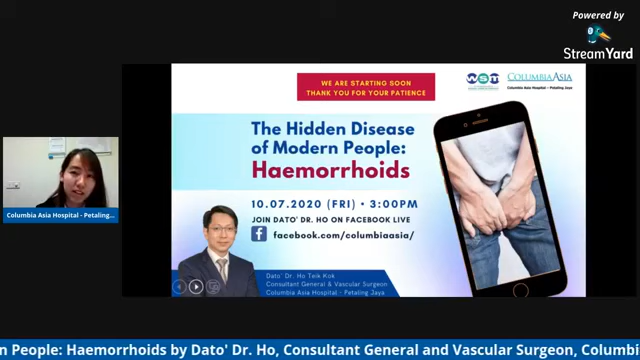 Powered by
StreamYard
WE ARE STARTING SOON
THANK YOU FOR YOUR PATIENCE
WSM
COLUMBIA ASIA
Columbia Asia Hospital - Petaling Jaya
The Hidden Disease
of Modern People:
Haemorrhoids
10.07.2020 (FRI) • 3:00PM
JOIN DATO' DR. HO ON FACEBOOK LIVE
facebook.com/columbiaasia/
Dato' Dr. Ho Teik Kok
Consultant General & Vascular Surgeon
Columbia Asia Hospital - Petaling Jaya
Columbia Asia Hospital - Petaling...
n People: Haemorrhoids by Dato' Dr. Ho, Consultant General and Vascular Surgeon, Columbi